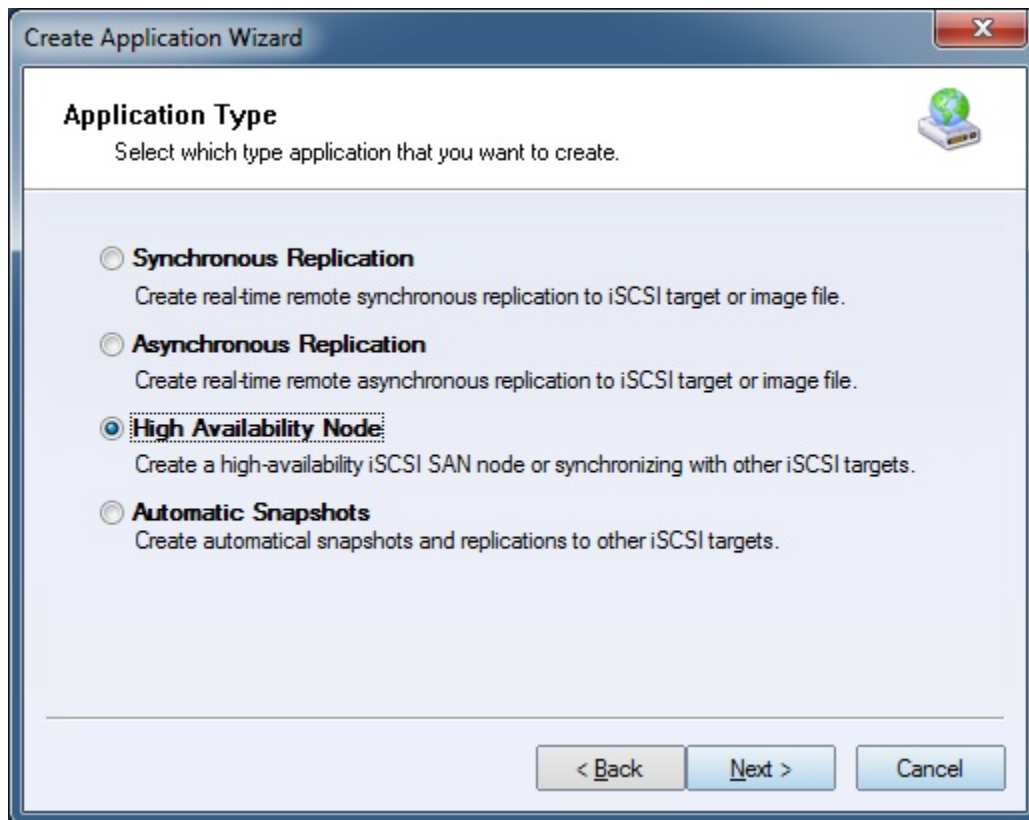 Create Application Wizard
Application Type
Select which type application that you want to create.
Synchronous Replication
Create real-time remote synchronous replication to iSCSI target or image file.
Asynchronous Replication
Create real-time remote asynchronous replication to iSCSI target or image file.
High Availability Node
Create a high-availability iSCSI SAN node or synchronizing with other iSCSI targets.
Automatic Snapshots
Create automatical snapshots and replications to other iSCSI targets.
< Back
Next >
Cancel